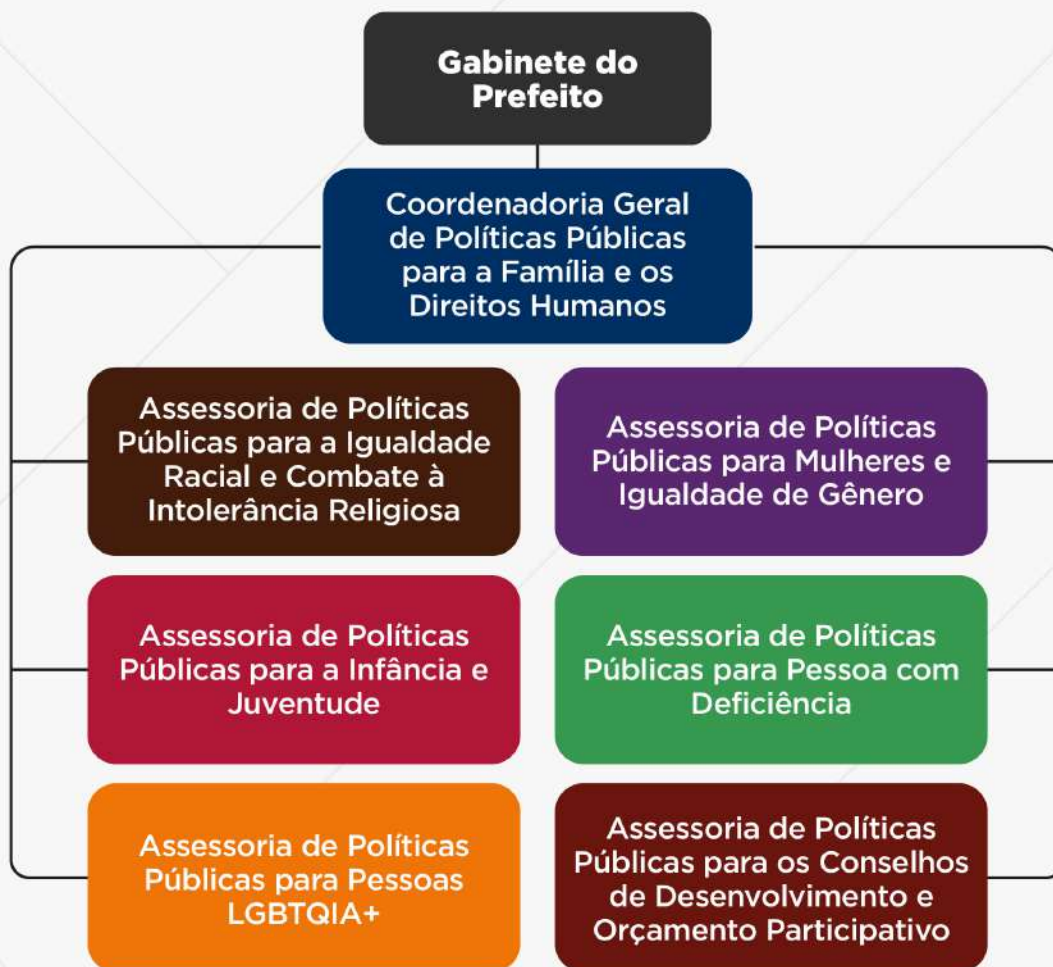 Gabinete do
Prefeito
Coordenadoria Geral
de Políticas Públicas
para a Família e os
Direitos Humanos
Assessoria de Políticas
Públicas para a Igualdade
Racial e Combate à
Intolerância Religiosa
Assessoria de Políticas
Públicas para Mulheres e
Igualdade de Gênero
Assessoria de Políticas
Públicas para a Infância e
Juventude
Assessoria de Políticas
Públicas para Pessoa com
Deficiência
Assessoria de Políticas
Públicas para Pessoas
LGBTQIA+
Assessoria de Políticas
Públicas para os Conselhos
de Desenvolvimento e
Orçamento Participativo